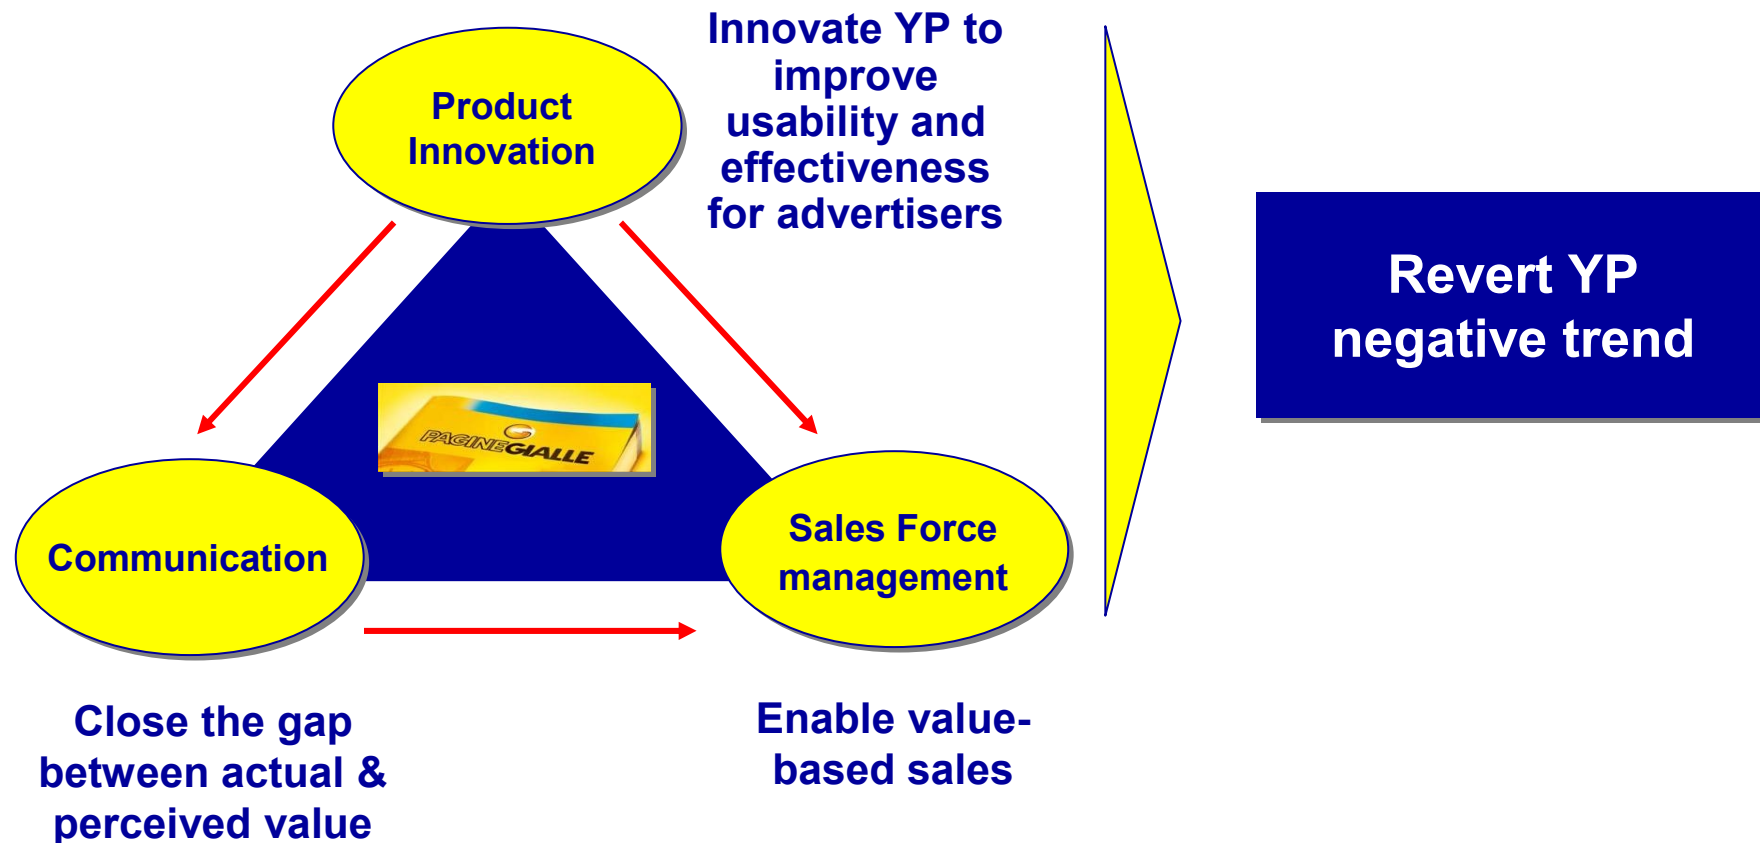 Product
Innovation
Innovate YP to
improve
usability and
effectiveness
for advertisers
Revert YP
negative trend
PAGINEGIALLE
Communication
Sales Force
management
Close the gap
between actual &
perceived value
Enable value-
based sales